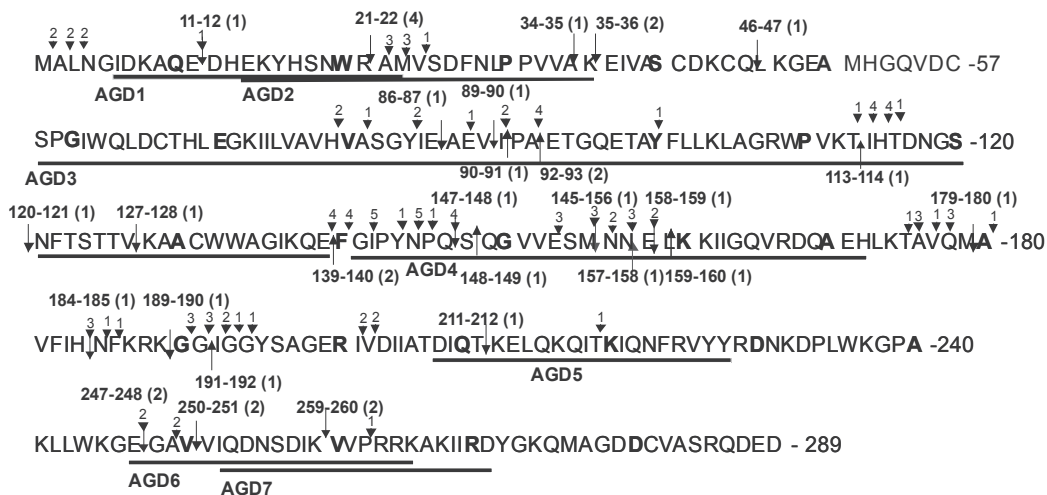 11-12 (1) 21-22 (4) 34-35 (1) 35-36 (2) 46-47 (1)
2 2 2 1 3 3 1
MALNGIDKAQEDHEKYHSNWRAMVSDFNLPPVVAKEIVASCDKCQLKGEA MHGQVDC -57
AGD1 AGD2
86-87 (1) 89-90 (1)
2 1 2 1 2 4 1 1 4 4 1
SPGIWQLDCTHLEGKIILVAVHVASGYIEAEVIPAETGQETAYFLLKLAGRWPVKTIHTDNGS -120
AGD3 90-91 (1) 92-93 (2) 113-114 (1)
120-121 (1) 127-128 (1) 147-148 (1) 145-156 (1) 158-159 (1) 179-180 (1)
4 4 5 1 5 1 4 3 3 2 3 2 1 3 1 3 1
NFTSTTVKAACWWAGIKQEFGIPYNPQSQGVVESMNNELKKIIGQVRDQAEHLKTAVQMA -180
139-140 (2) AGD4 148-149 (1) 157-158 (1) 159-160 (1)
184-185 (1) 189-190 (1) 211-212 (1)
3 1 1 3 3 2 1 1 2 2 1
VFIHNFKRKGGIGGYSAGERIVDIIATDIQTKELQKQITKIQNFRVYYRDNKDPLWKGPA -240
191-192 (1) AGD5
247-248 (2) 250-251 (2) 259-260 (2)
2 2 1
KLLWKGEGAVVIQDNSDIKVVPRRKAKIIRDYGKQMAGDDCVASRQDED - 289
AGD6 AGD7